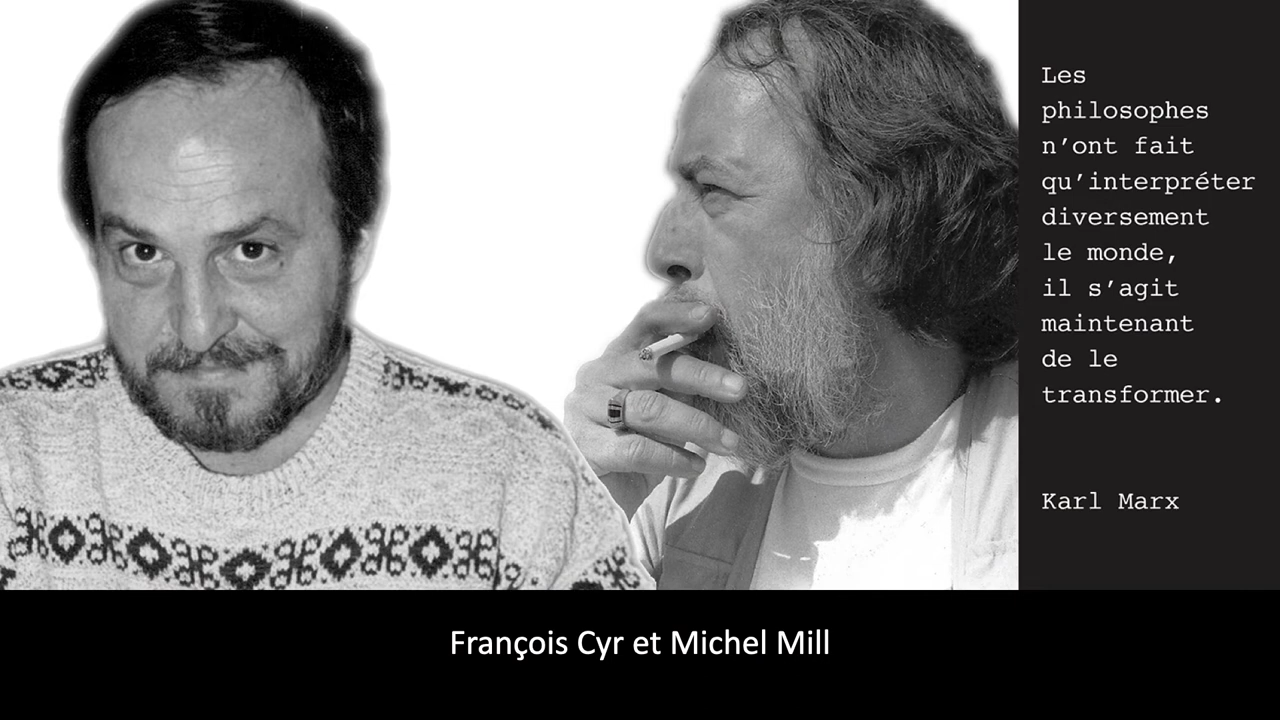 Les
philosophes
n’ont fait
qu’interpréter
diversement
le monde,
il s’agit
maintenant
de le
transformer.
Karl Marx
François Cyr et Michel Mill